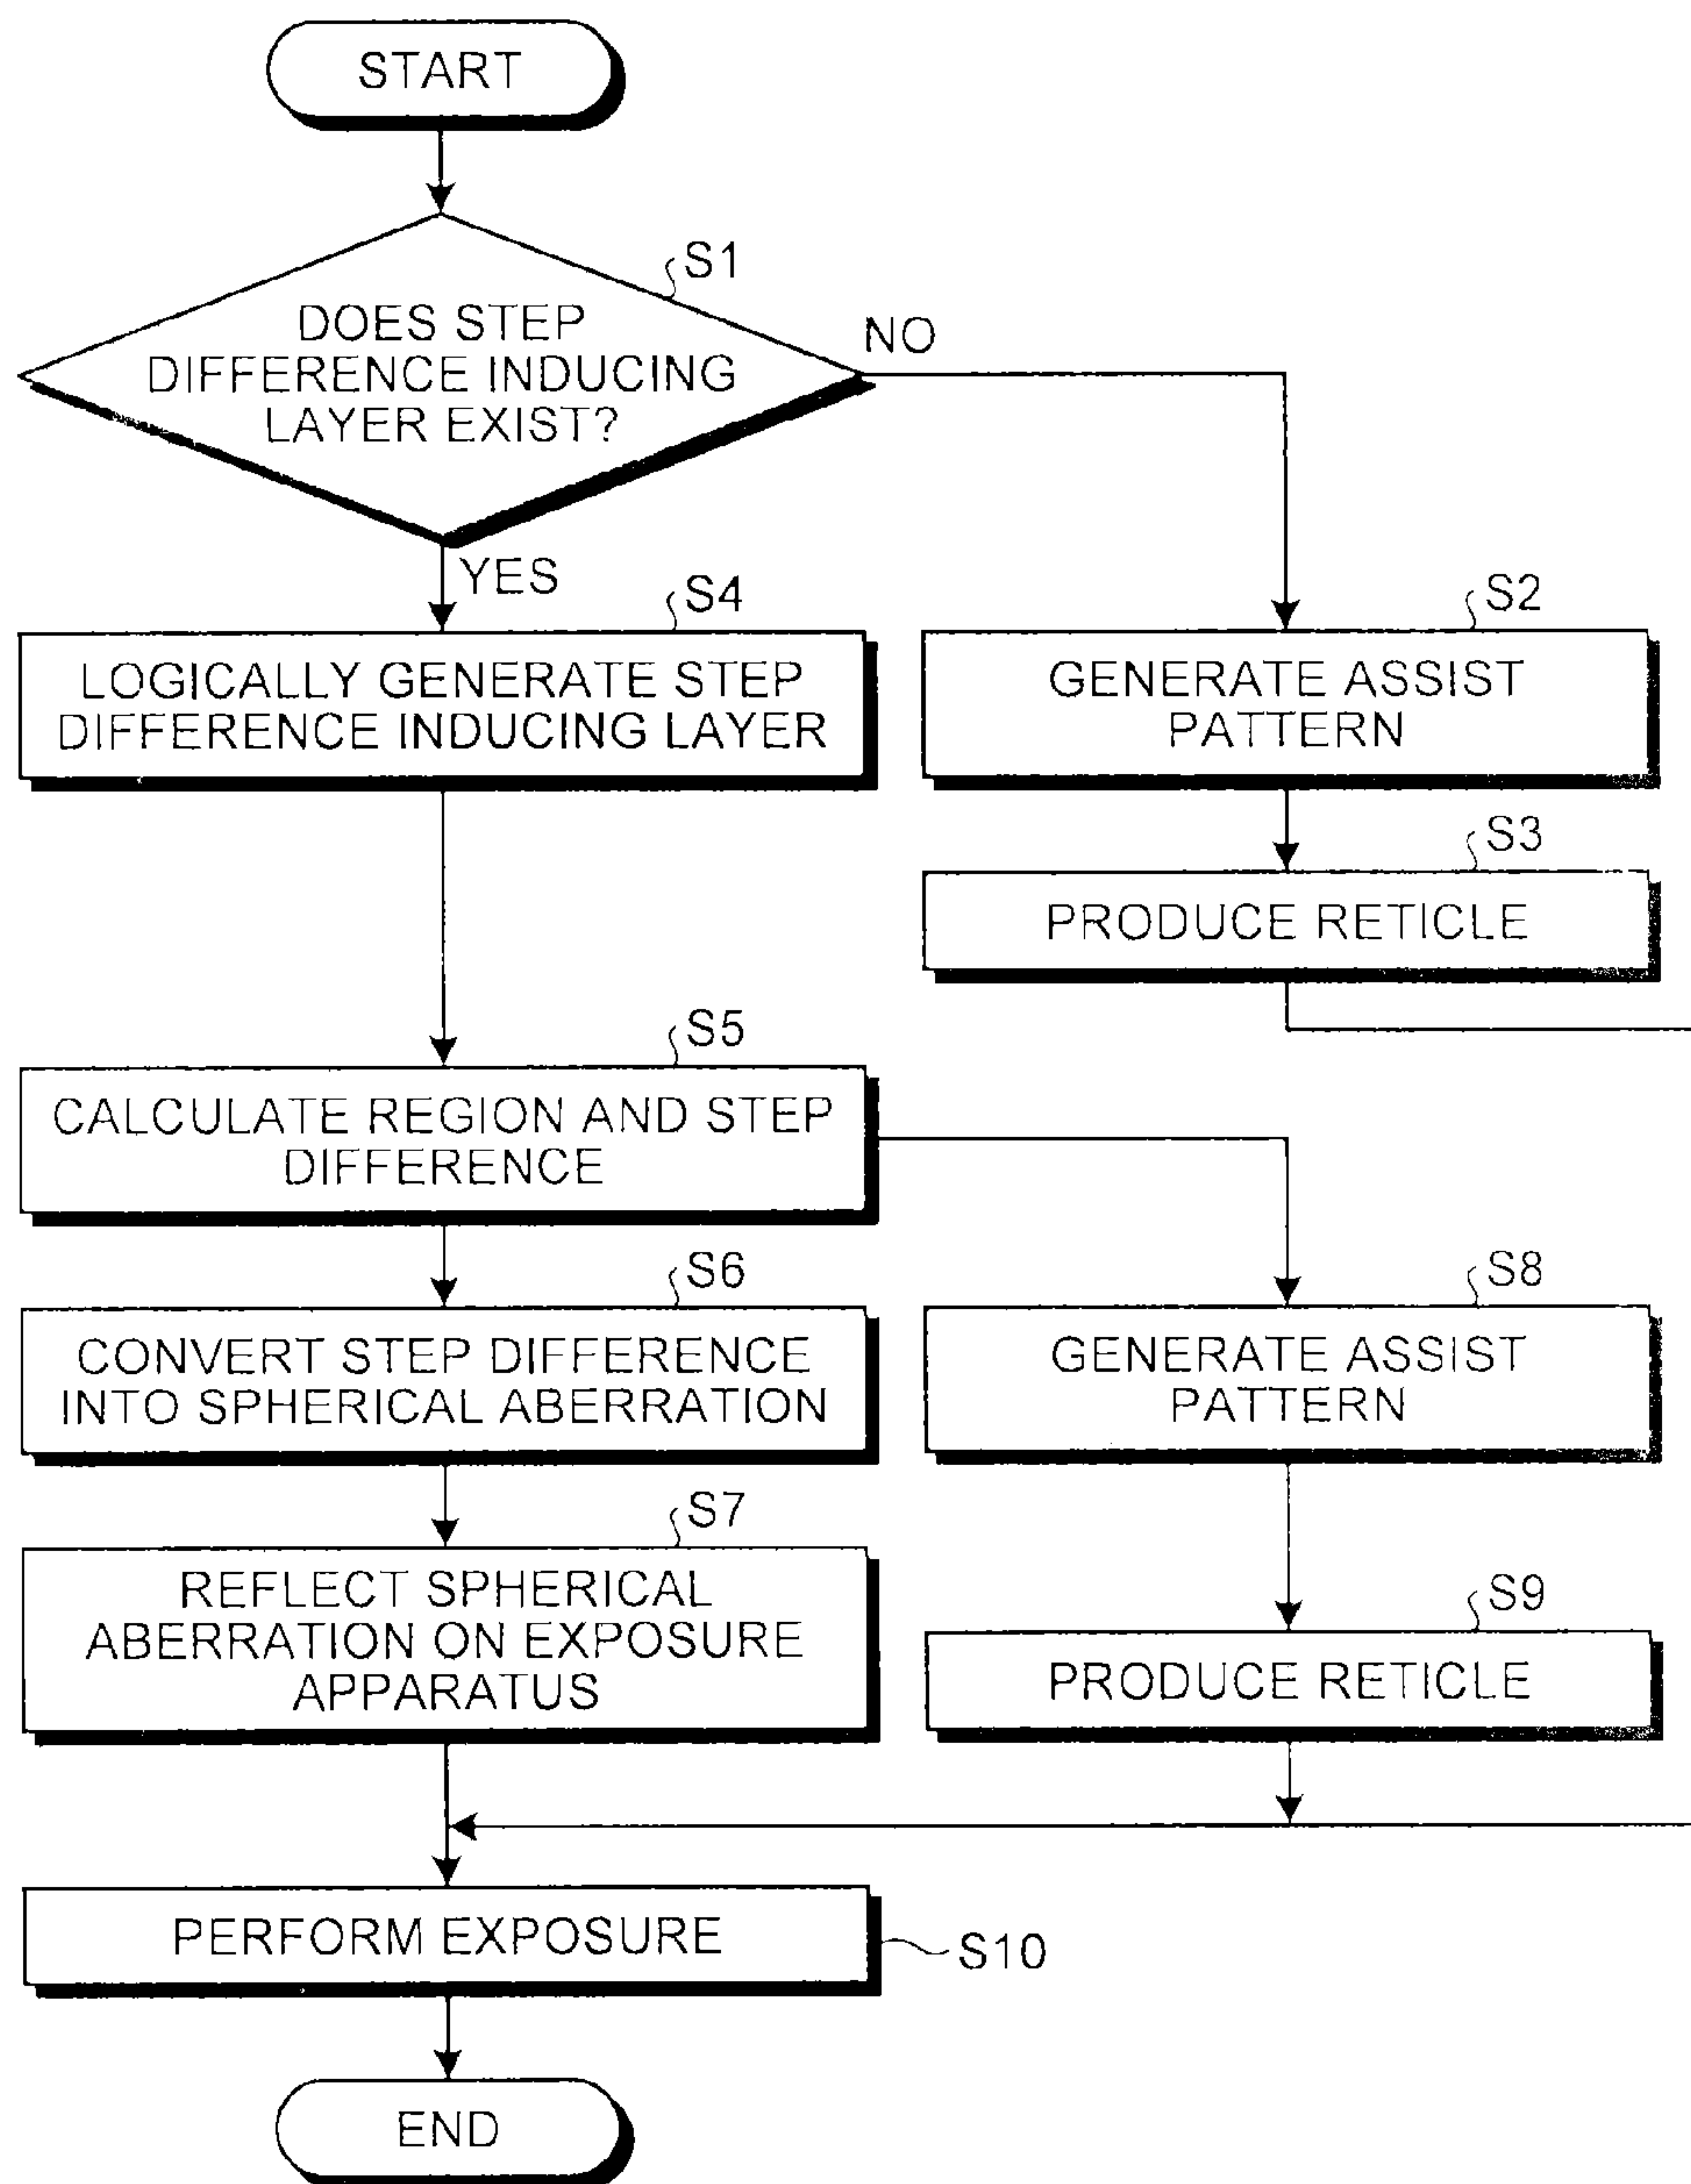 START
S1
DOES STEP
DIFFERENCE INDUCING
LAYER EXIST?
NO
YES
S4
LOGICALLY GENERATE STEP
DIFFERENCE INDUCING LAYER
S2
GENERATE ASSIST
PATTERN
S3
PRODUCE RETICLE
S5
CALCULATE REGION AND STEP
DIFFERENCE
S6
CONVERT STEP DIFFERENCE
INTO SPHERICAL ABERRATION
S8
GENERATE ASSIST
PATTERN
S7
REFLECT SPHERICAL
ABERRATION ON EXPOSURE
APPARATUS
S9
PRODUCE RETICLE
PERFORM EXPOSURE
S10
END